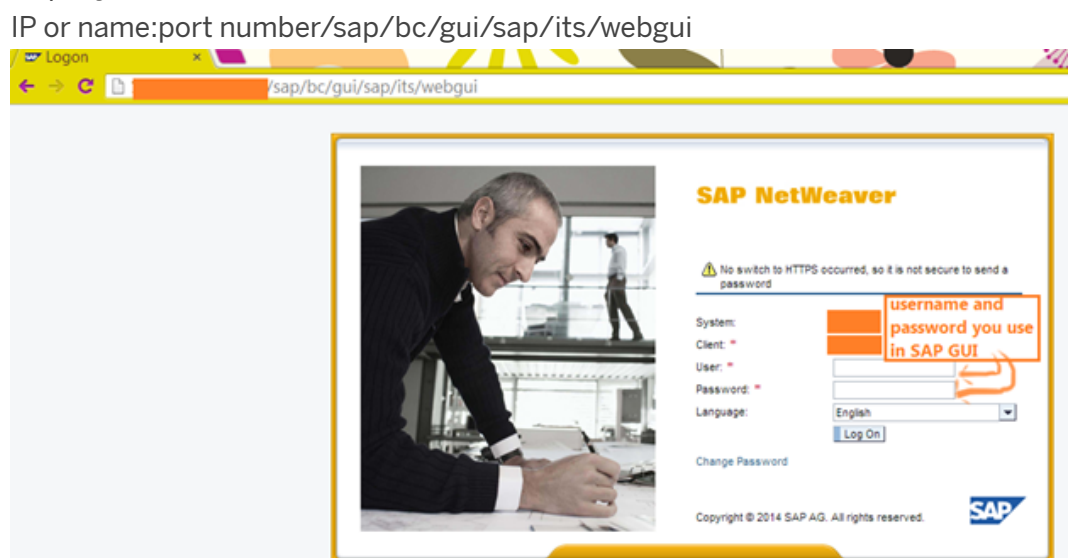 IP or name:port number/sap/bc/gui/sap/its/webgui
Logon
/sap/bc/gui/sap/its/webgui
SAP NetWeaver
No switch to HTTPS occurred, so it is not secure to send a
password
username and
password you use
in SAP GUI
System:
Client: *
User: *
Password: *
Language:
English
Log On
Change Password
Copyright © 2014 SAP AG. All rights reserved.
SAP